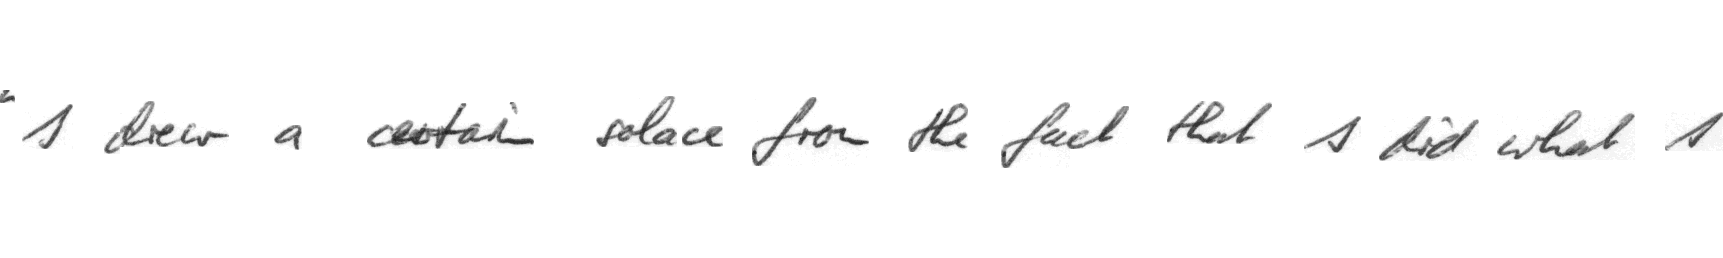 "I drew a certain solace from the fact that I did what I